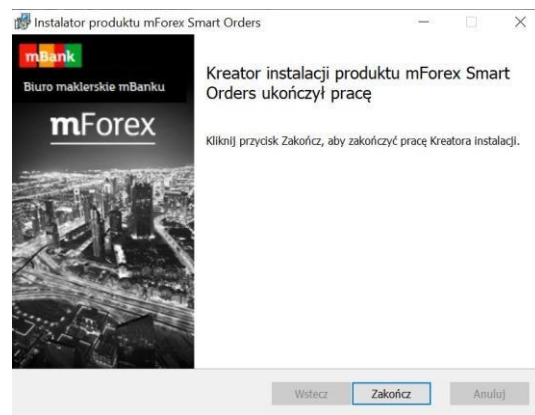 Instalator produktu mForex Smart Orders
mBank
Biuro maklerskie mBanku
mForex
Kreator instalacji produktu mForex Smart
Orders ukończył pracę
Kliknij przycisk Zakończ, aby zakończyć pracę Kreatora instalacji.
Wstecz
Zakończ
Anuluj